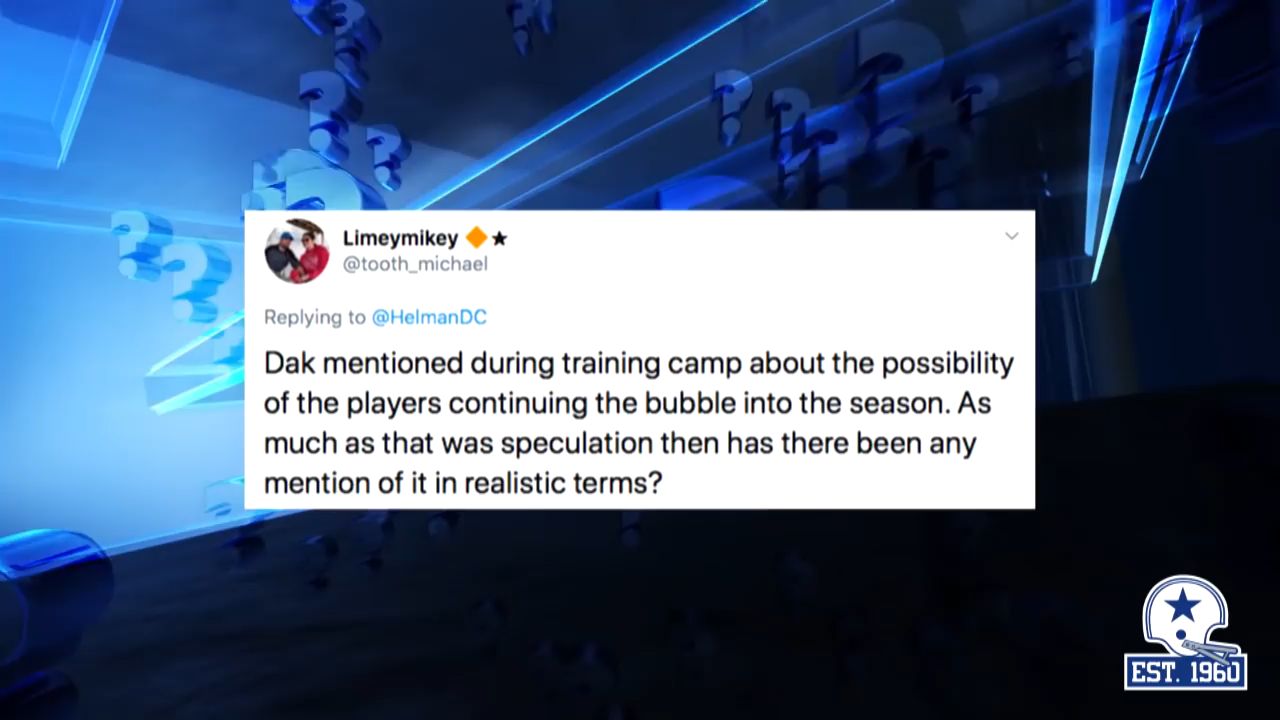 Limeymikey 🔶★
@tooth_michael
Replying to @HelmanDC
Dak mentioned during training camp about the possibility
of the players continuing the bubble into the season. As
much as that was speculation then has there been any
mention of it in realistic terms?
EST. 1960